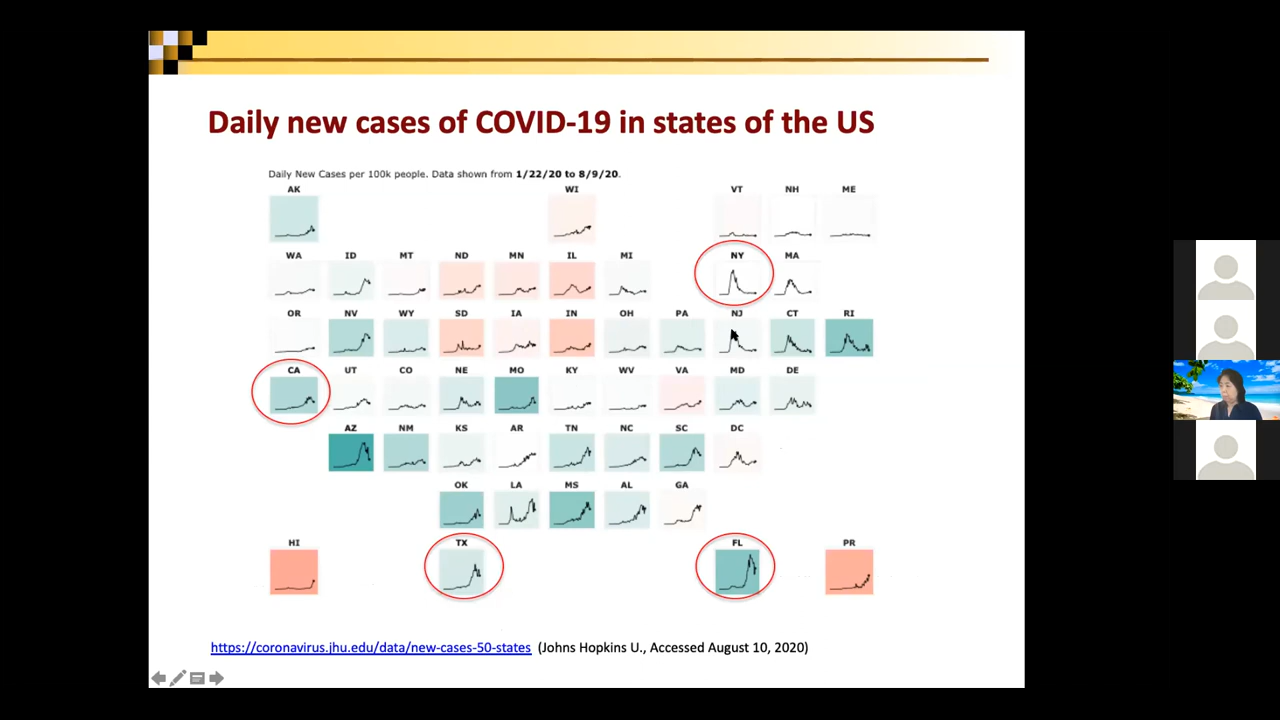 Daily new cases of COVID-19 in states of the US
Daily New Cases per 100k people. Data shown from 1/22/20 to 8/9/20.
AK WI VT NH ME
WA ID MT ND MN IL MI NY MA
OR NV WY SD IA IN OH PA NJ CT RI
CA UT CO NE MO KY WV VA MD DE
AZ NM KS AR TN NC SC DC
OK LA MS AL GA
HI TX FL PR
https://coronavirus.jhu.edu/data/new-cases-50-states (Johns Hopkins U., Accessed August 10, 2020)